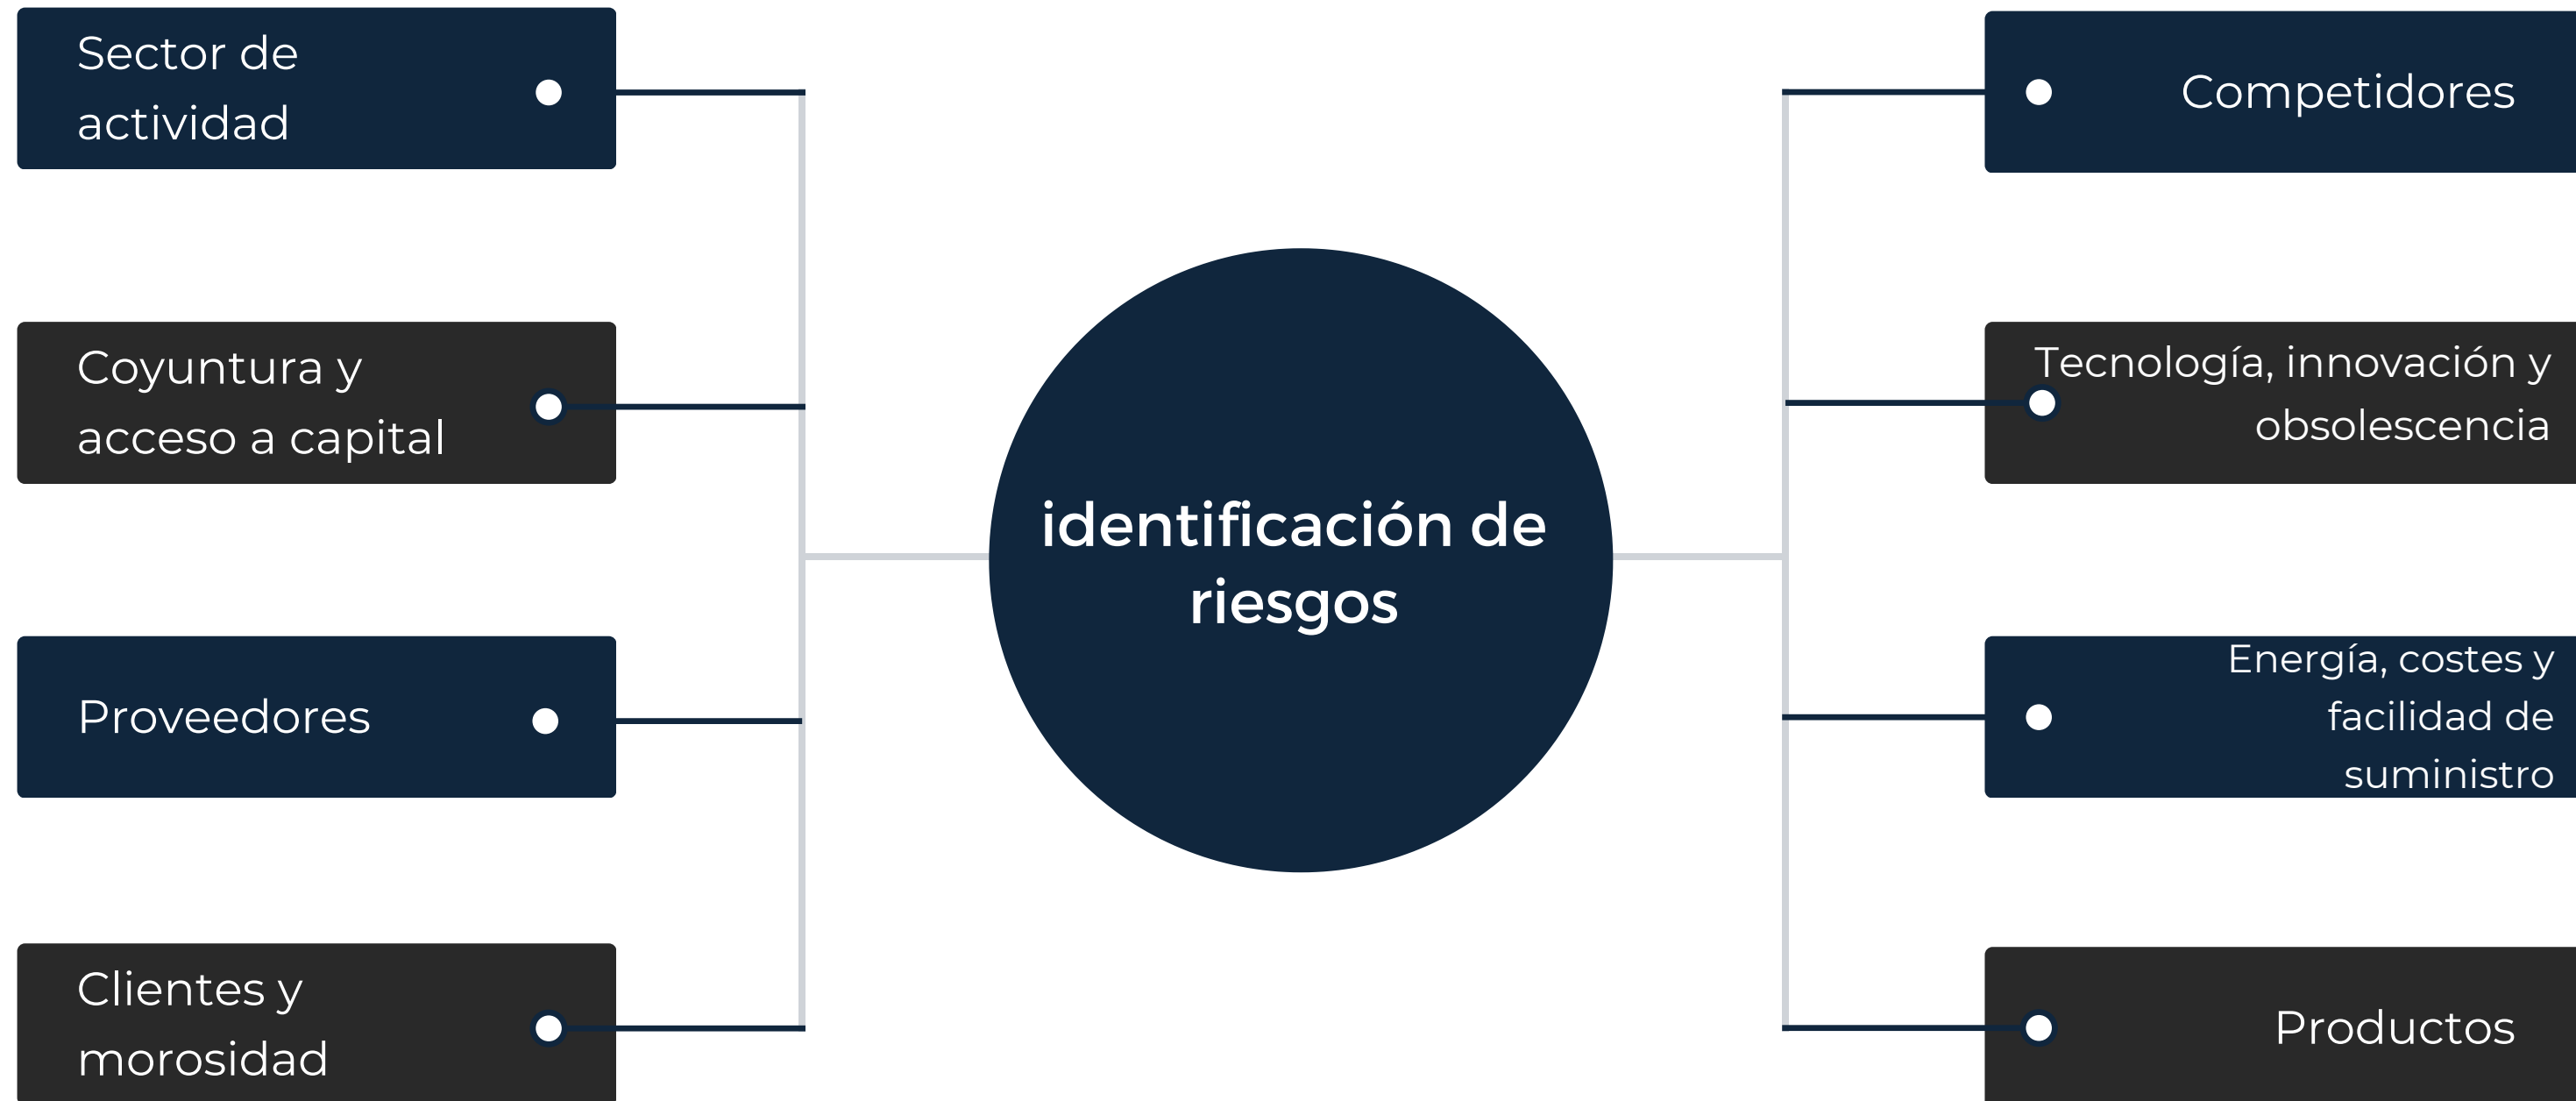 Sector de
actividad
Coyuntura y
acceso a capital
Proveedores
Clientes y
morosidad
identificación de
riesgos
Competidores
Tecnología, innovación y
obsolescencia
Energía, costes y
facilidad de
suministro
Productos